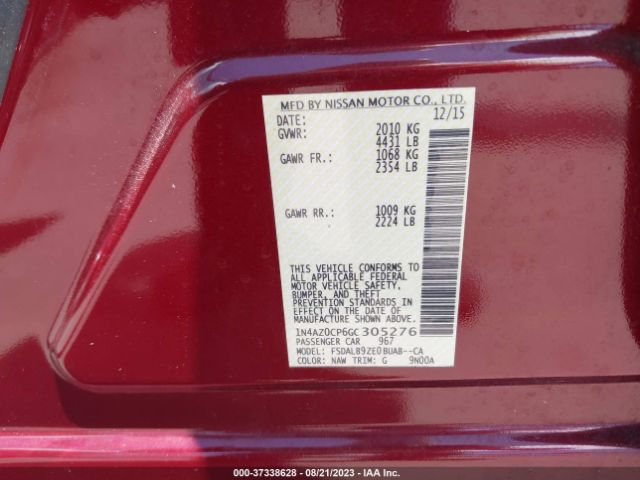 MFD BY NISSAN MOTOR CO., LTD.
DATE: 12/15
GVWR: 2010 KG
4431 LB
GAWR FR.: 1068 KG
2354 LB
GAWR RR.: 1009 KG
2224 LB
THIS VEHICLE CONFORMS TO
ALL APPLICABLE FEDERAL
MOTOR VEHICLE SAFETY,
BUMPER, AND THEFT
PREVENTION STANDARDS IN
EFFECT ON THE DATE OF
MANUFACTURE SHOWN ABOVE.
1N4AZ0CP6GC305276
PASSENGER CAR 967
MODEL: FSDALB9ZE0BUAB--CA
COLOR: NAW TRIM: G 9N00A
000-37338628 - 08/21/2023 - IAA Inc.